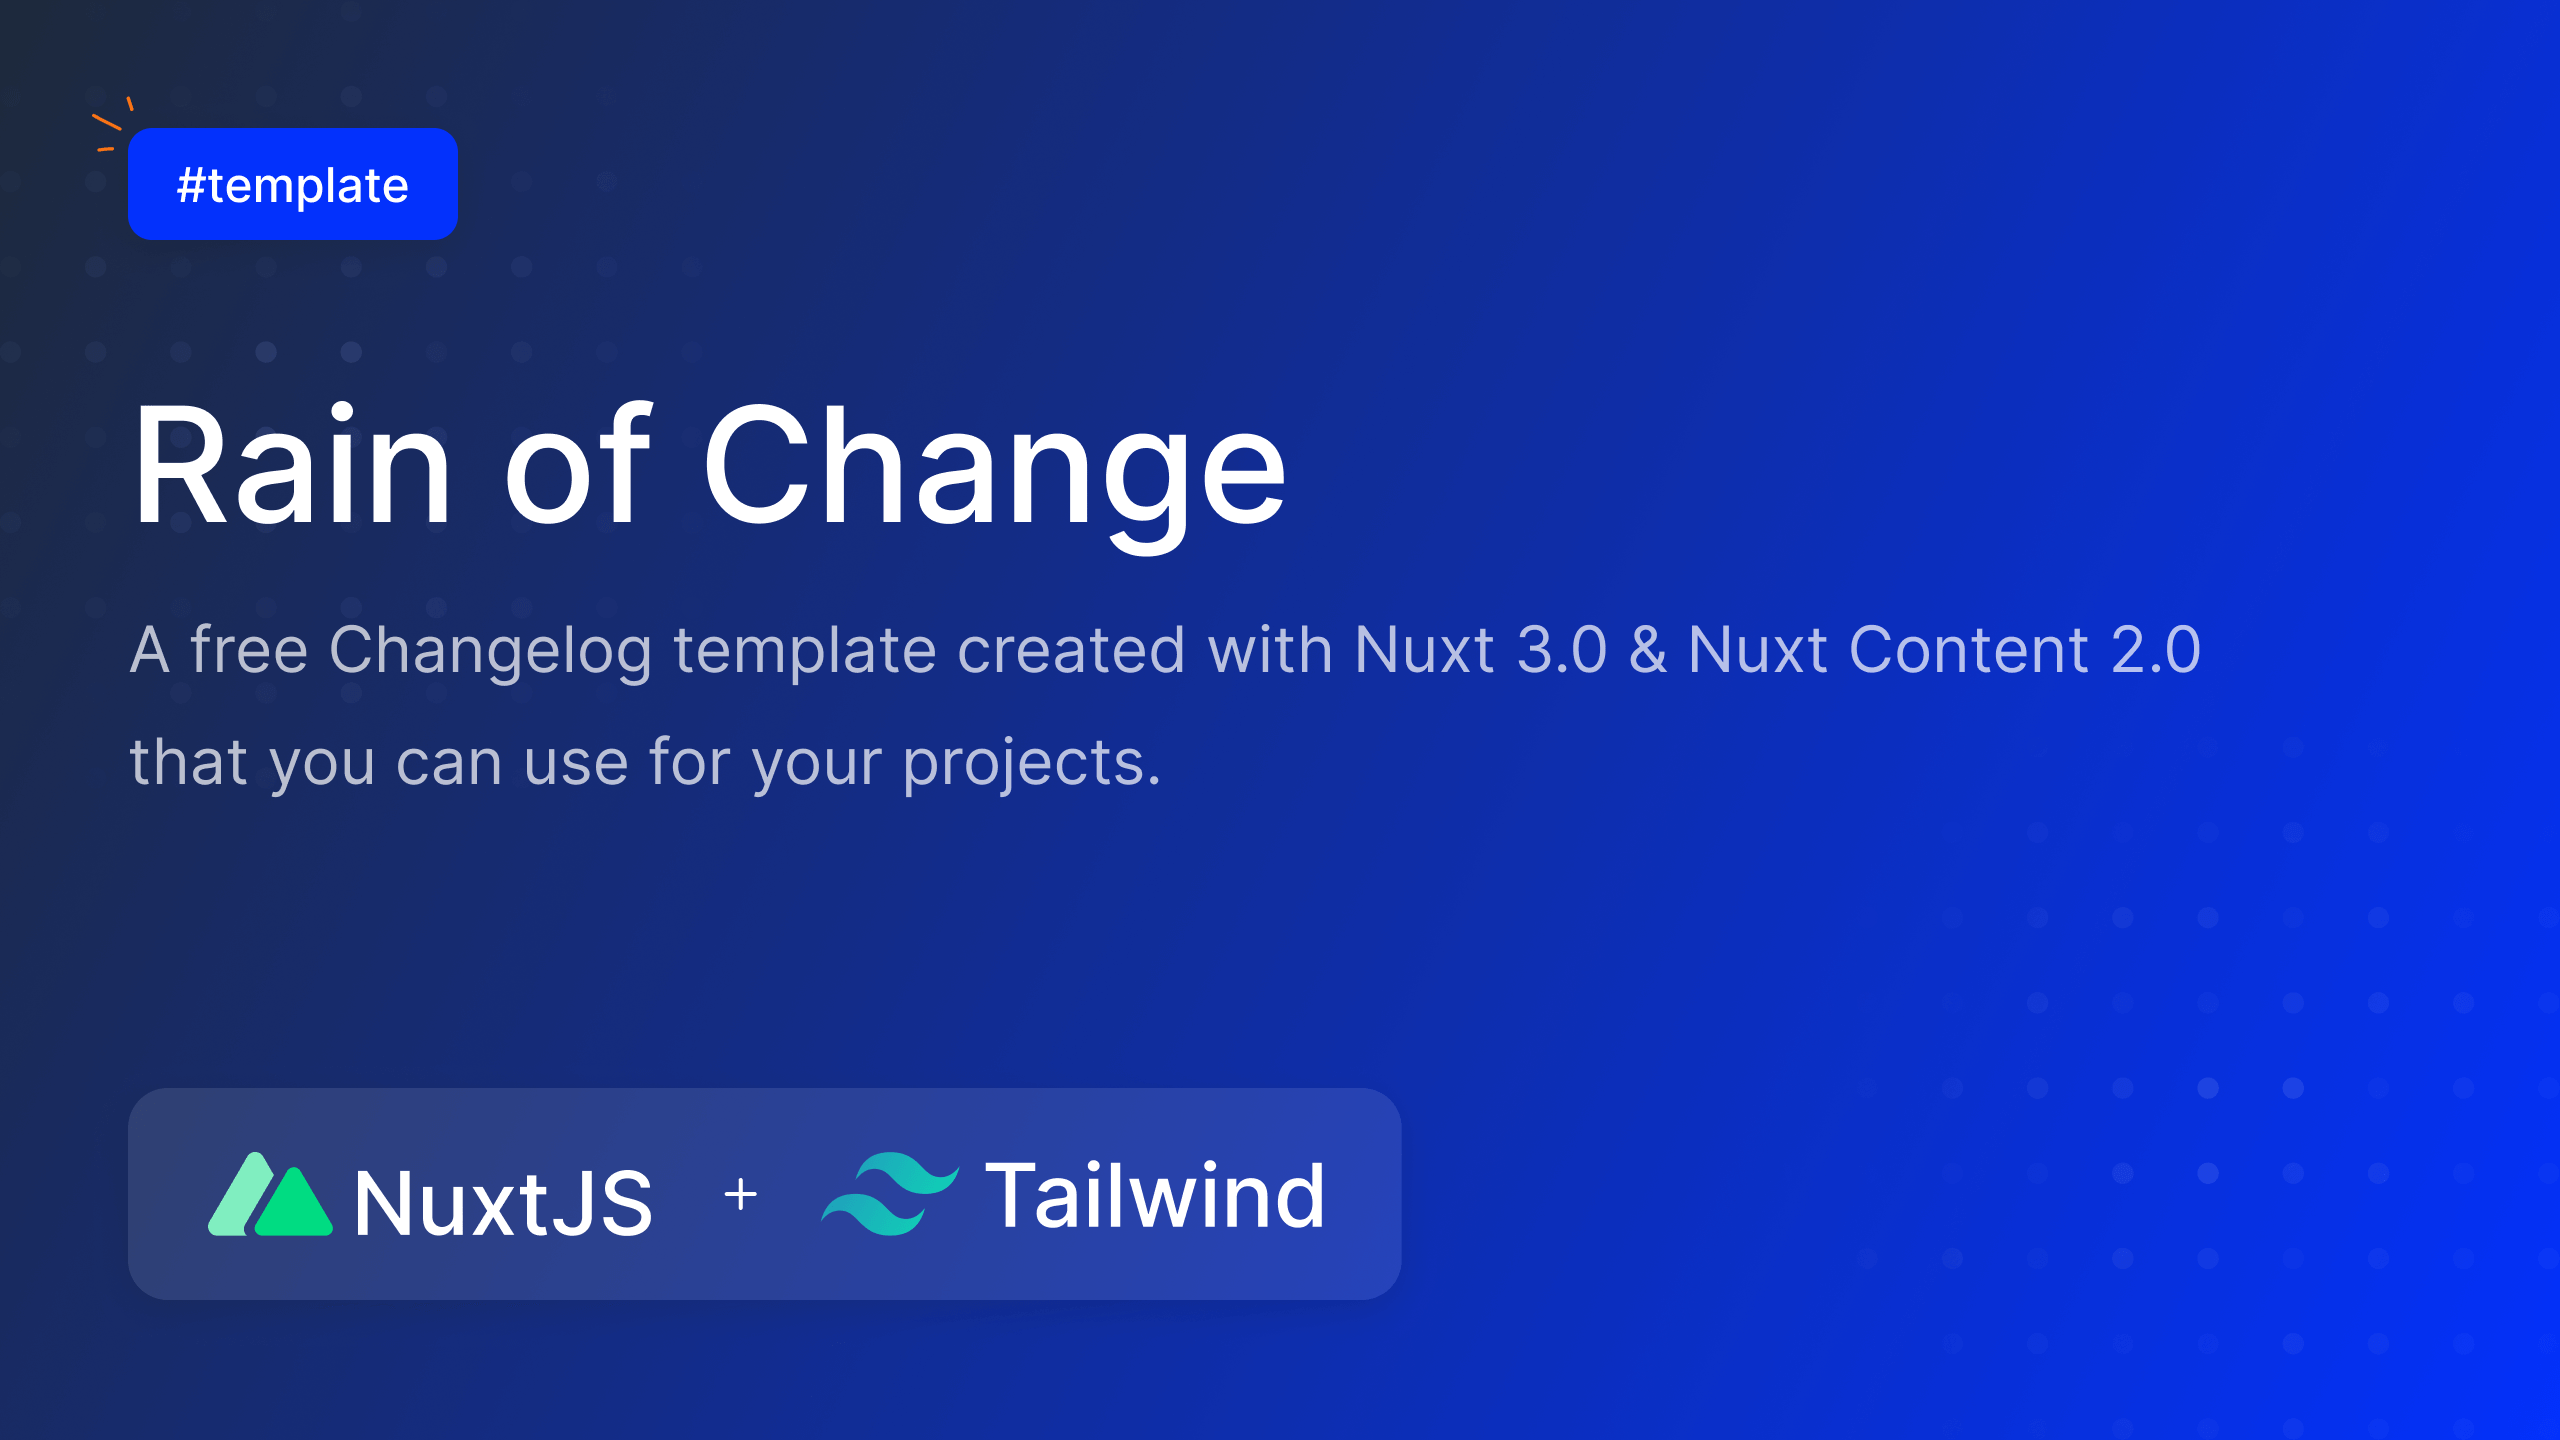 #template
Rain of Change
A free Changelog template created with Nuxt 3.0 & Nuxt Content 2.0
that you can use for your projects.
NuxtJS + Tailwind